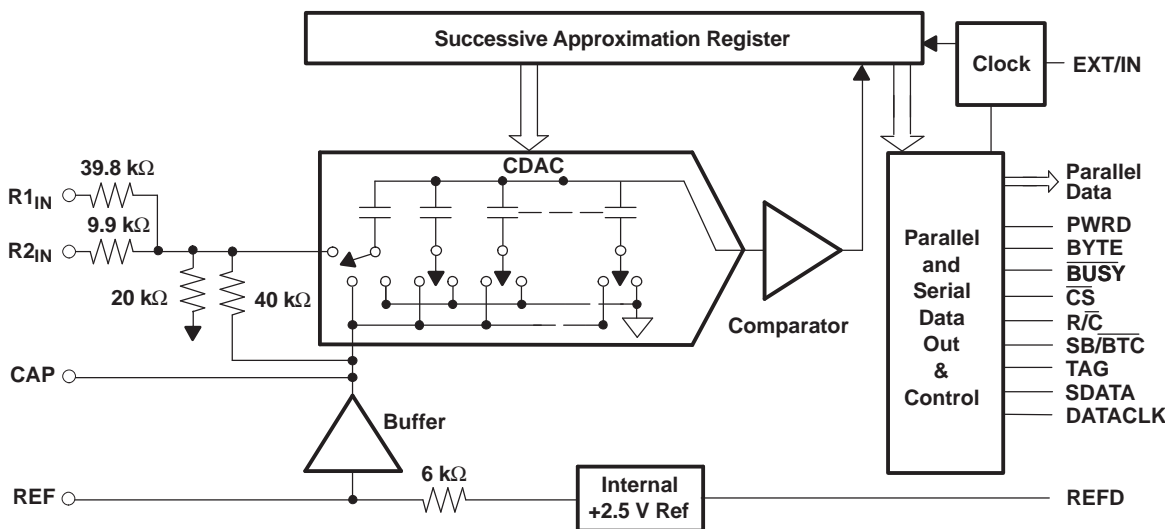 Successive Approximation Register
Clock
EXT/IN
CDAC
39.8 kΩ
R1IN
9.9 kΩ
R2IN
20 kΩ
40 kΩ
Comparator
CAP
Buffer
REF
6 kΩ
Internal
+2.5 V Ref
REFD
Parallel
and
Serial
Data
Out
&
Control
Parallel
Data
PWRD
BYTE
BUSY
CS
R/C
SB/BTC
TAG
SDATA
DATACLK